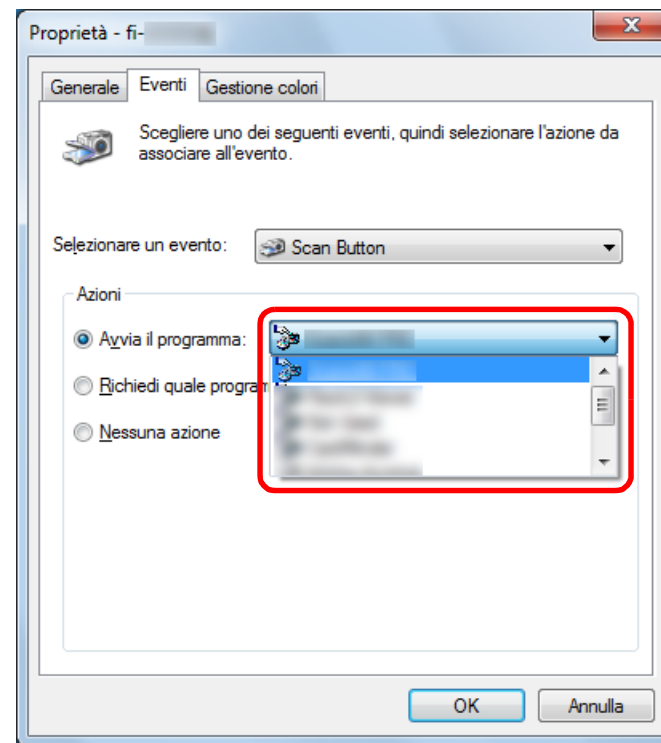 Proprietà - fi-
Generale Eventi Gestione colori
Scegliere uno dei seguenti eventi, quindi selezionare l'azione da
associare all'evento.
Selezionare un evento: Scan Button
Azioni
Avvia il programma:
Richiedi quale program
Nessuna azione
OK Annulla